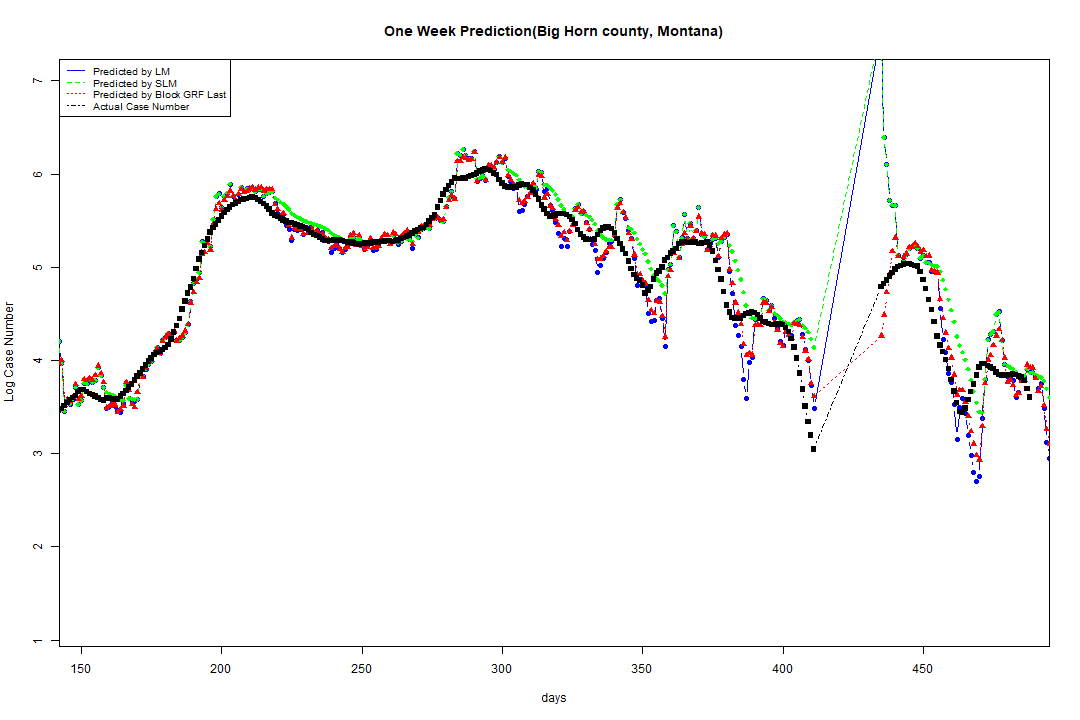 One Week Prediction(Big Horn county, Montana)
Predicted by LM
Predicted by SLM
Predicted by Block GRF Last
Actual Case Number
Log Case Number
7
6
5
4
3
2
1
150 200 250 300 350 400 450
days